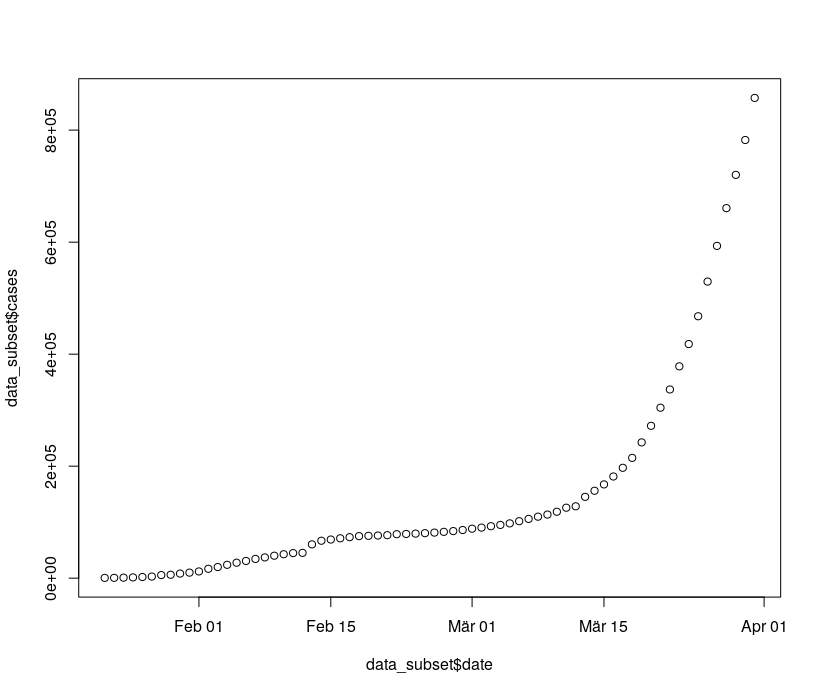 8e+05
6e+05
4e+05
2e+05
0e+00
data_subset$cases
Feb 01
Feb 15
Mär 01
Mär 15
Apr 01
data_subset$date